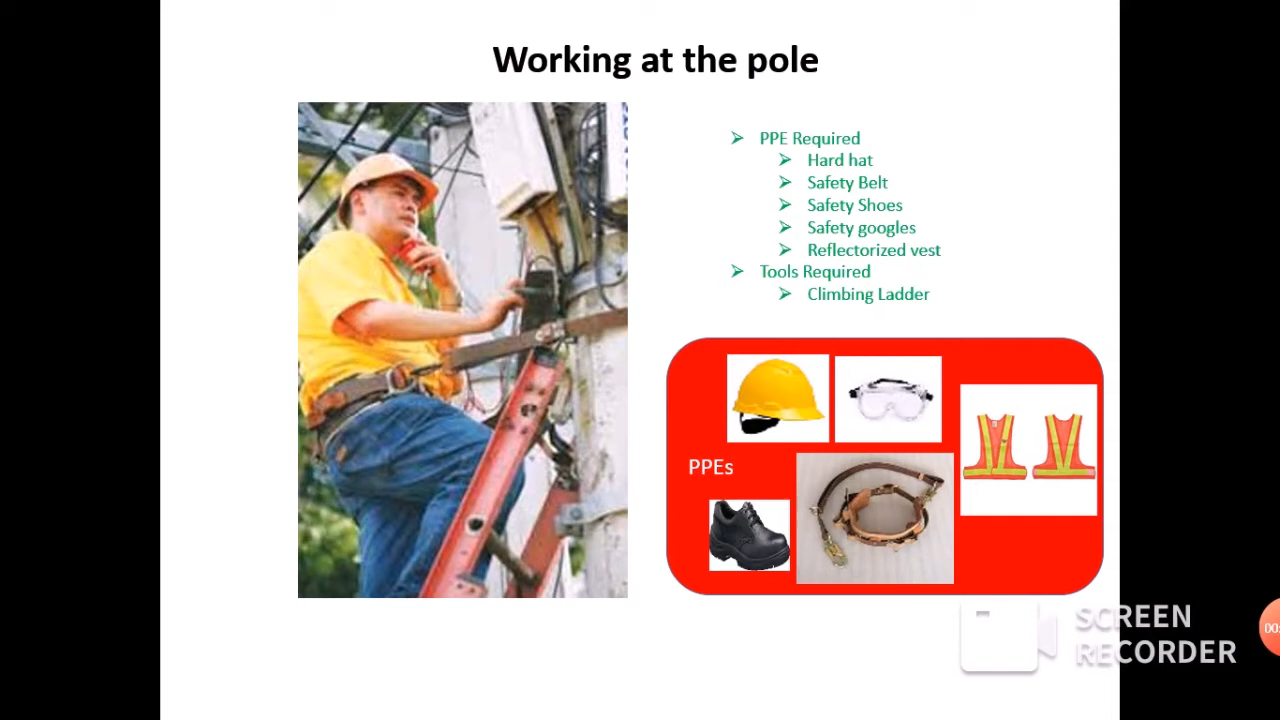 Working at the pole
PPE Required
Hard hat
Safety Belt
Safety Shoes
Safety googles
Reflectorized vest
Tools Required
Climbing Ladder
PPEs
SCREEN
RECORDER
00: